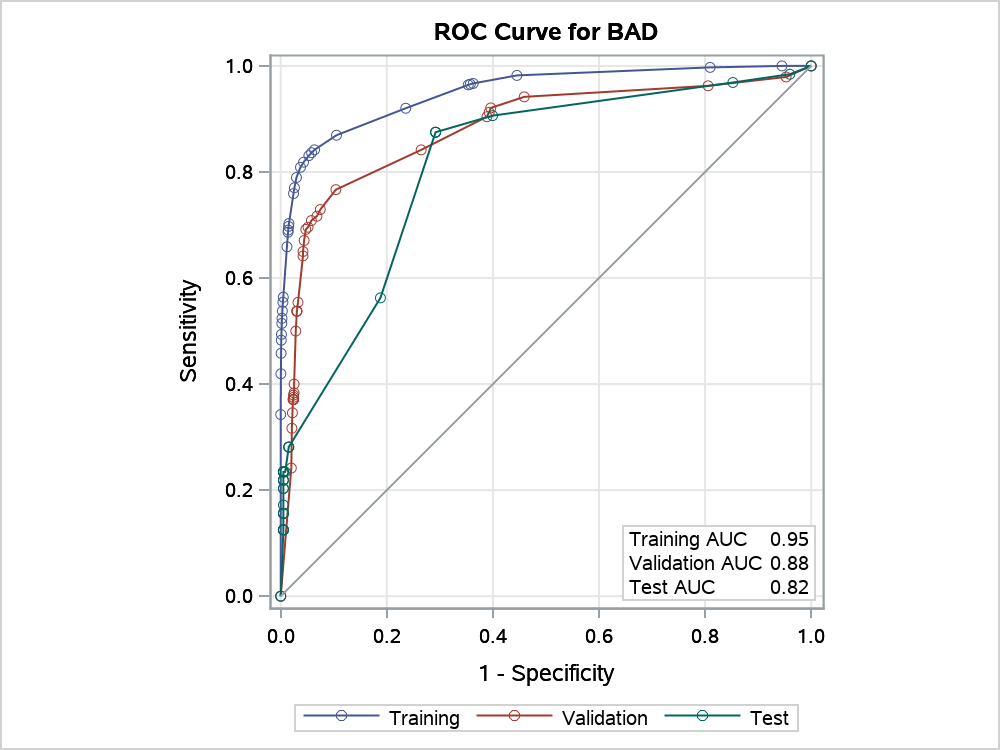 ROC Curve for BAD
1.0
0.8
0.6
0.4
0.2
0.0
Sensitivity
Training AUC 0.95
Validation AUC 0.88
Test AUC 0.82
0.0 0.2 0.4 0.6 0.8 1.0
1 - Specificity
Training Validation Test